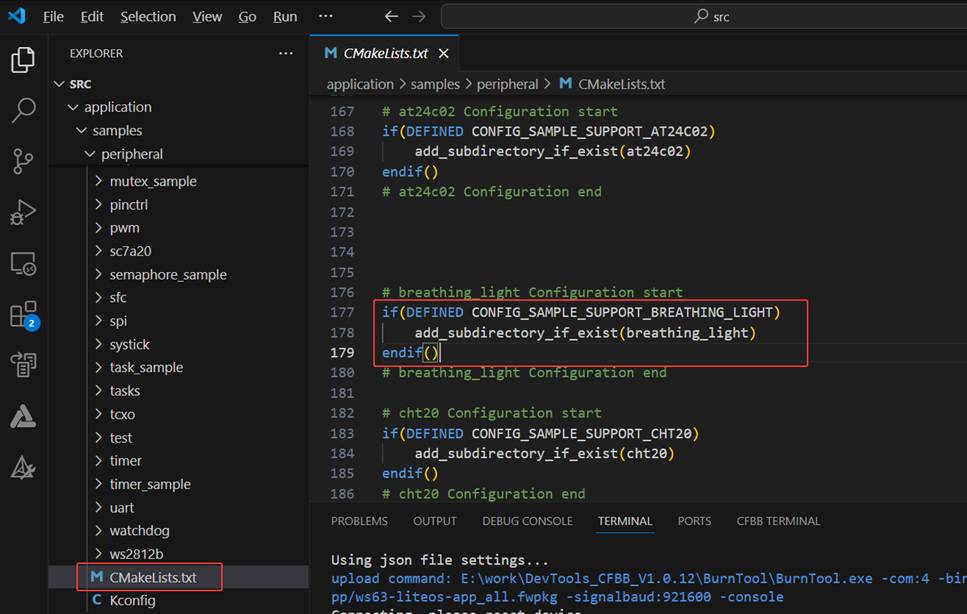 File Edit Selection View Go Run ··· ← → src
EXPLORER ···
SRC
application
samples
peripheral
mutex_sample
pinctrl
pwm
sc7a20
semaphore_sample
sfc
spi
systick
task_sample
tasks
tcxo
test
timer
timer_sample
uart
watchdog
ws2812b
M CMakeLists.txt
C Kconfig
2
M CMakeLists.txt ×
application > samples > peripheral > M CMakeLists.txt
167 # at24c02 Configuration start
168 if(DEFINED CONFIG_SAMPLE_SUPPORT_AT24C02)
169 add_subdirectory_if_exist(at24c02)
170 endif()
171 # at24c02 Configuration end
172
173
174
175
176 # breathing_light Configuration start
177 if(DEFINED CONFIG_SAMPLE_SUPPORT_BREATHING_LIGHT)
178 add_subdirectory_if_exist(breathing_light)
179 endif()
180 # breathing_light Configuration end
181
182 # cht20 Configuration start
183 if(DEFINED CONFIG_SAMPLE_SUPPORT_CHT20)
184 add_subdirectory_if_exist(cht20)
185 endif()
186 # cht20 Configuration end
PROBLEMS OUTPUT DEBUG CONSOLE TERMINAL PORTS CFBB TERMINAL
Using json file settings...
upload command: E:\work\DevTools_CFBB_V1.0.12\BurnTool\BurnTool.exe -com:4 -bin
pp/ws63-liteos-app_all.fwpkg -signalbaud:921600 -console
Connecting, please reset device